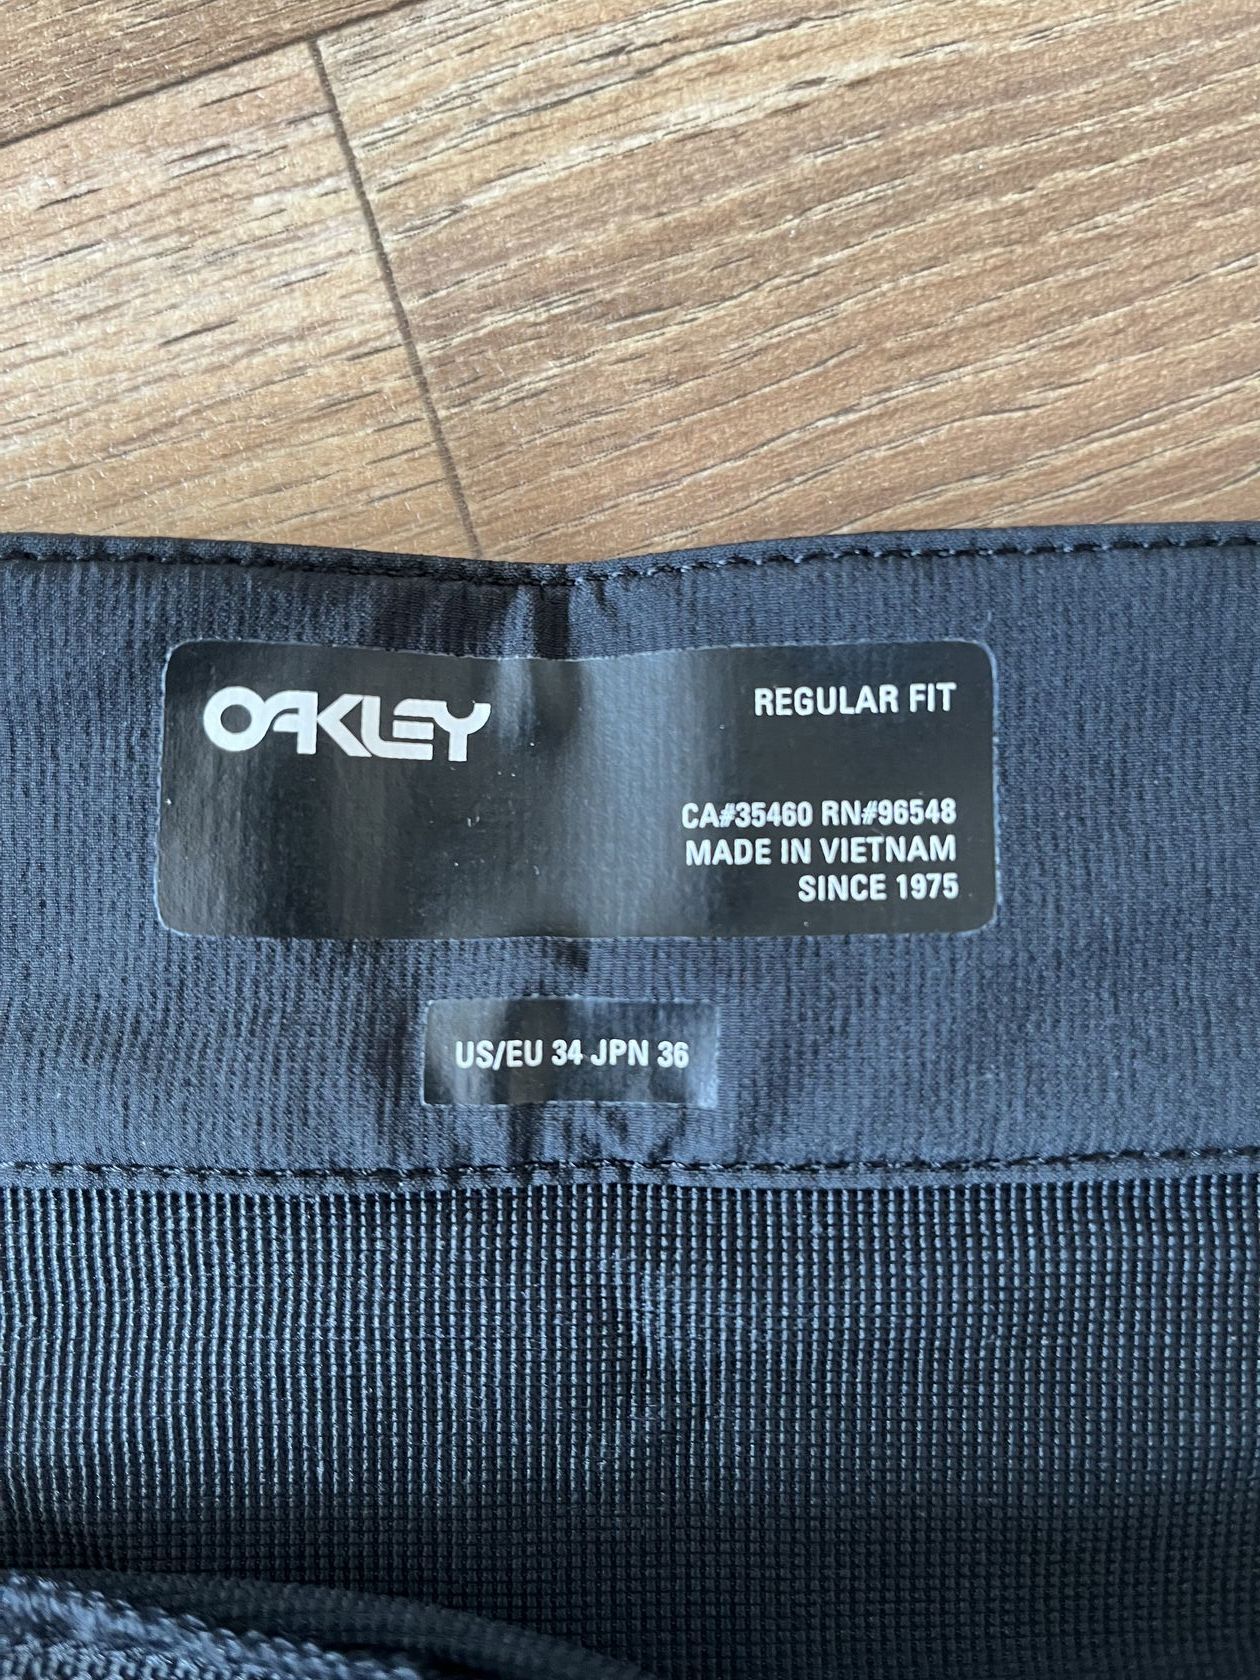 OAKLEY
REGULAR FIT
CA#35460 RN#96548
MADE IN VIETNAM
SINCE 1975
US/EU 34 JPN 36